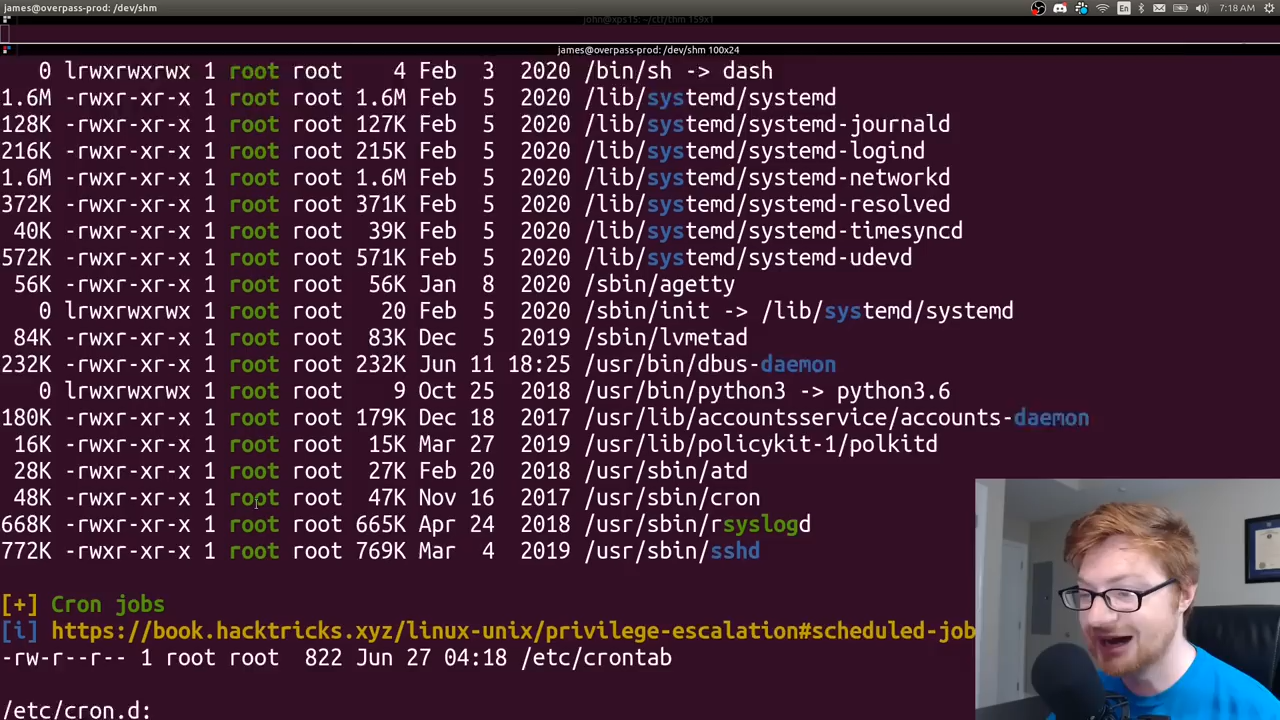 james@overpass-prod: /dev/shm
En
7:18 AM
john@xps15: ~/ctf/thm 159x1
james@overpass-prod: /dev/shm 100x24
0 lrwxrwxrwx 1 root root 4 Feb 3 2020 /bin/sh -> dash
1.6M -rwxr-xr-x 1 root root 1.6M Feb 5 2020 /lib/systemd/systemd
128K -rwxr-xr-x 1 root root 127K Feb 5 2020 /lib/systemd/systemd-journald
216K -rwxr-xr-x 1 root root 215K Feb 5 2020 /lib/systemd/systemd-logind
1.6M -rwxr-xr-x 1 root root 1.6M Feb 5 2020 /lib/systemd/systemd-networkd
372K -rwxr-xr-x 1 root root 371K Feb 5 2020 /lib/systemd/systemd-resolved
40K -rwxr-xr-x 1 root root 39K Feb 5 2020 /lib/systemd/systemd-timesyncd
572K -rwxr-xr-x 1 root root 571K Feb 5 2020 /lib/systemd/systemd-udevd
56K -rwxr-xr-x 1 root root 56K Jan 8 2020 /sbin/agetty
0 lrwxrwxrwx 1 root root 20 Feb 5 2020 /sbin/init -> /lib/systemd/systemd
84K -rwxr-xr-x 1 root root 83K Dec 5 2019 /sbin/lvmetad
232K -rwxr-xr-x 1 root root 232K Jun 11 18:25 /usr/bin/dbus-daemon
0 lrwxrwxrwx 1 root root 9 Oct 25 2018 /usr/bin/python3 -> python3.6
180K -rwxr-xr-x 1 root root 179K Dec 18 2017 /usr/lib/accountsservice/accounts-daemon
16K -rwxr-xr-x 1 root root 15K Mar 27 2019 /usr/lib/policykit-1/polkitd
28K -rwxr-xr-x 1 root root 27K Feb 20 2018 /usr/sbin/atd
48K -rwxr-xr-x 1 root root 47K Nov 16 2017 /usr/sbin/cron
668K -rwxr-xr-x 1 root root 665K Apr 24 2018 /usr/sbin/rsyslogd
772K -rwxr-xr-x 1 root root 769K Mar 4 2019 /usr/sbin/sshd
[+] Cron jobs
[i] https://book.hacktricks.xyz/linux-unix/privilege-escalation#scheduled-job
-rw-r--r-- 1 root root 822 Jun 27 04:18 /etc/crontab
/etc/cron.d: